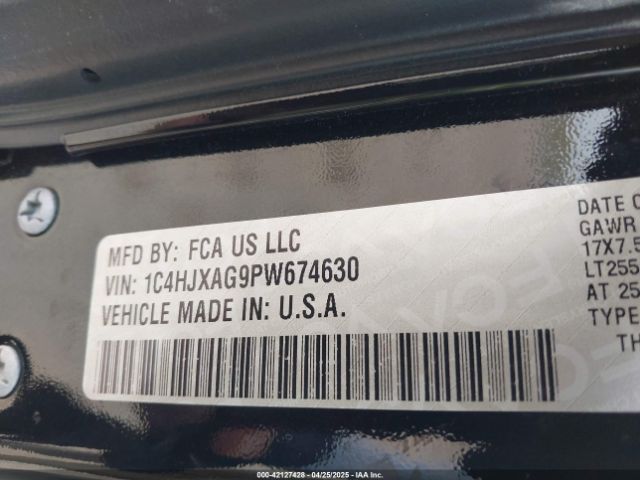 MFD BY: FCA US LLC
VIN: 1C4HJXAG9PW674630
VEHICLE MADE IN: U.S.A.
DATE O
GAWR
17X7.5
LT255
AT 25
TYPE
TH
000-42127428 - 04/25/2025 - IAA Inc.